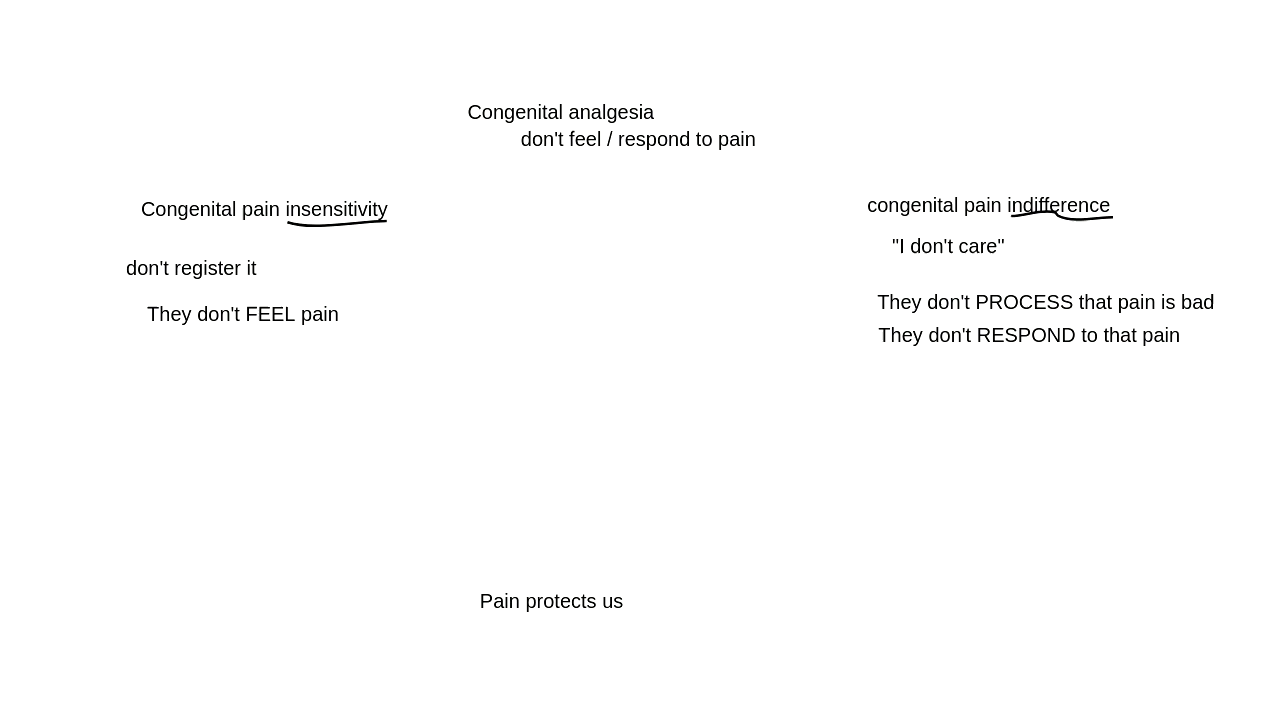 Congenital analgesia
don't feel / respond to pain
Congenital pain insensitivity
don't register it
They don't FEEL pain
congenital pain indifference
"I don't care"
They don't PROCESS that pain is bad
They don't RESPOND to that pain
Pain protects us